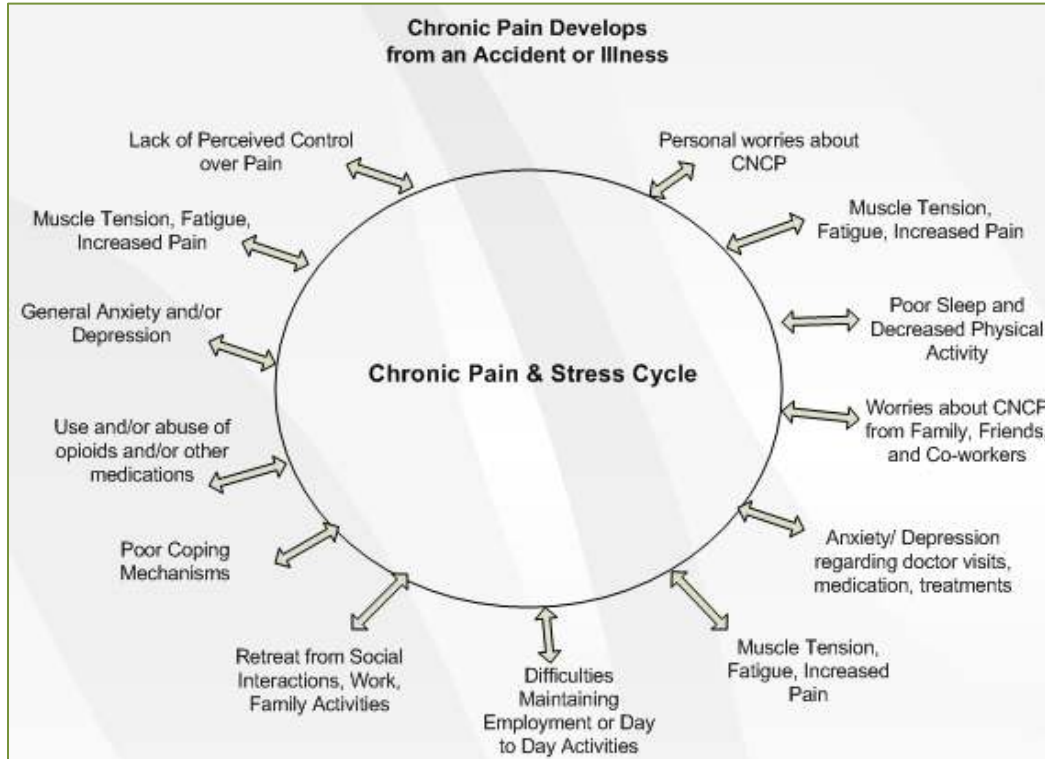 Chronic Pain Develops
from an Accident or Illness
Personal worries about
CNCP
Muscle Tension,
Fatigue, Increased Pain
Poor Sleep and
Decreased Physical
Activity
Worries about CNCP
from Family, Friends,
and Co-workers
Anxiety/ Depression
regarding doctor visits,
medication, treatments
Muscle Tension,
Fatigue, Increased
Pain
Difficulties
Maintaining
Employment or Day
to Day Activities
Retreat from Social
Interactions, Work,
Family Activities
Poor Coping
Mechanisms
Use and/or abuse of
opioids and/or other
medications
General Anxiety and/or
Depression
Muscle Tension, Fatigue,
Increased Pain
Lack of Perceived Control
over Pain
Chronic Pain & Stress Cycle